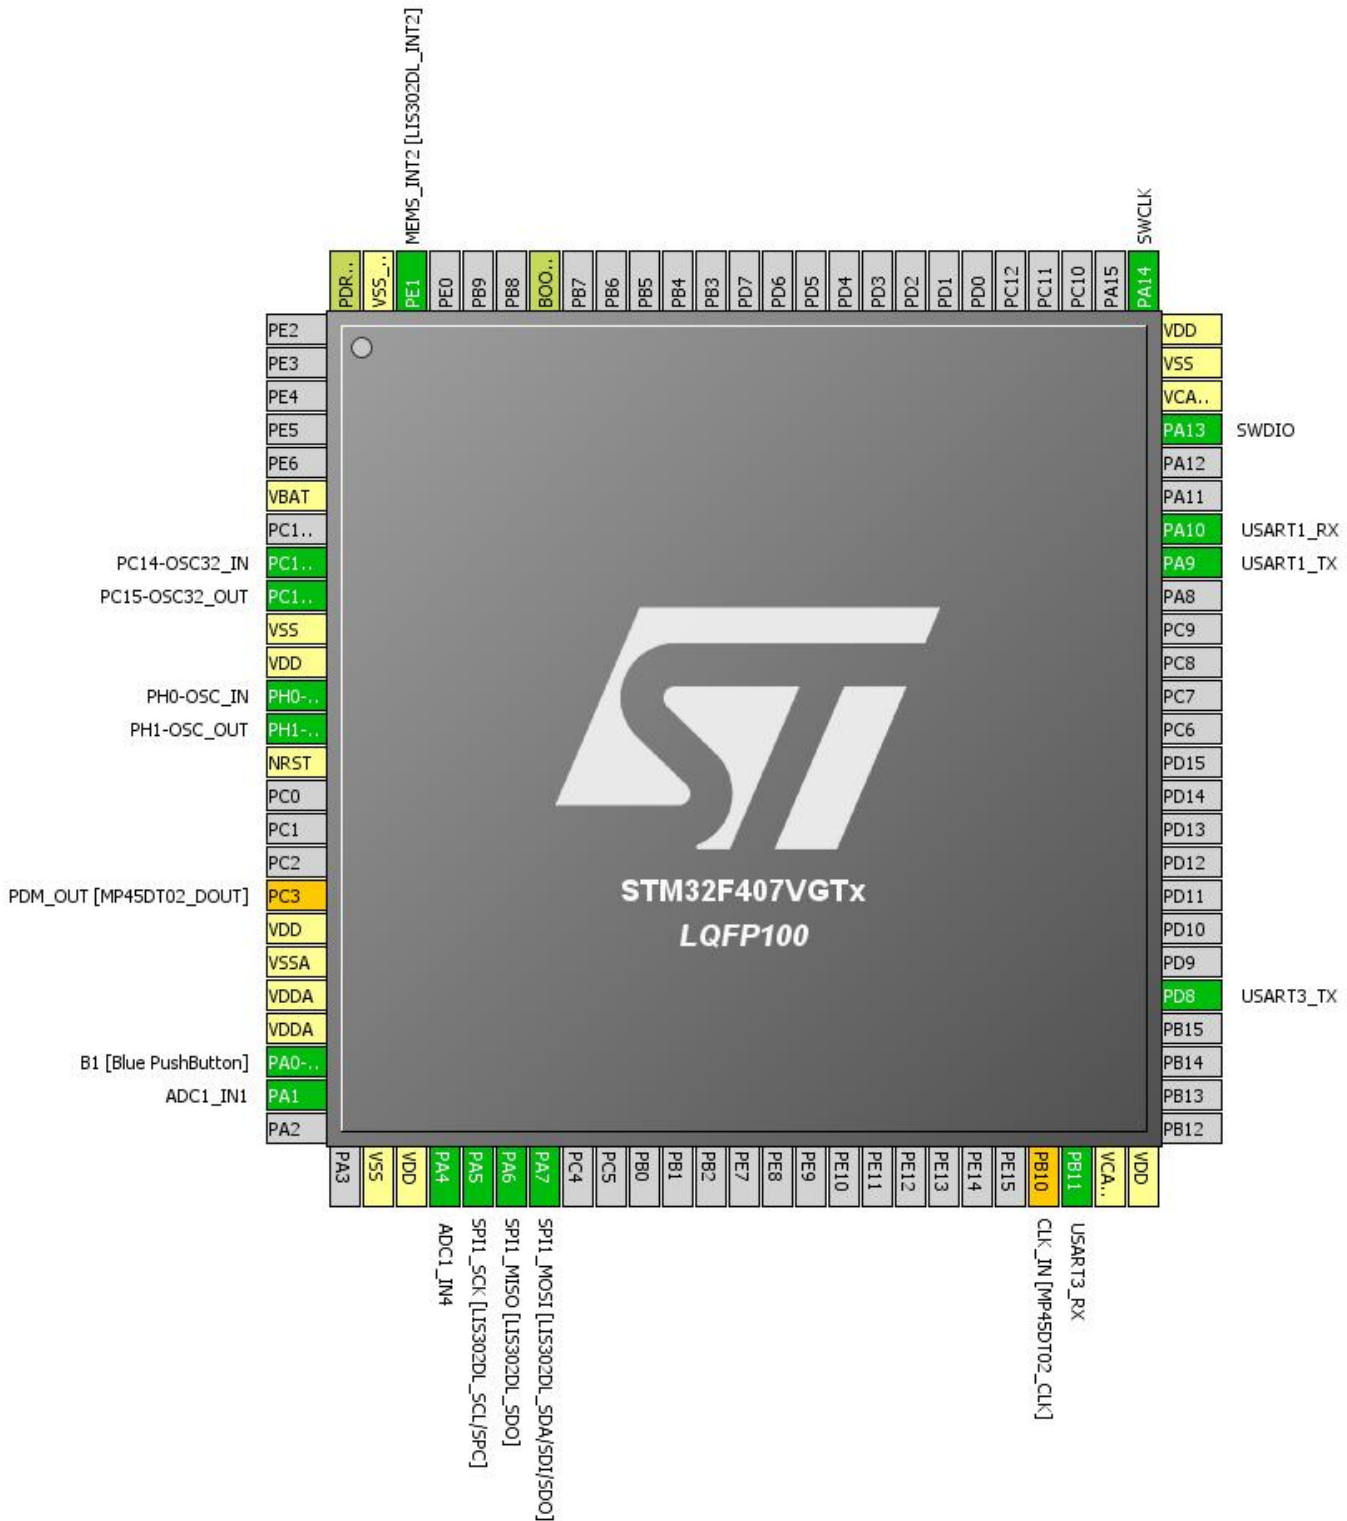 MEMS_INT2 [LIS302DL_INT2]
SWCLK
PDR..
VSS_..
PE1
PE0
PB9
PB8
BOO..
PB7
PB6
PB5
PB4
PB3
PD7
PD6
PD5
PD4
PD3
PD2
PD1
PD0
PC12
PC11
PC10
PA15
PA14
PE2
PE3
PE4
PE5
PE6
VBAT
PC1..
PC14-OSC32_IN PC1..
PC15-OSC32_OUT PC1..
VSS
VDD
PH0-OSC_IN PH0-..
PH1-OSC_OUT PH1-..
NRST
PC0
PC1
PC2
PDM_OUT [MP45DT02_DOUT] PC3
VDD
VSSA
VDDA
VDDA
B1 [Blue PushButton] PA0-..
ADC1_IN1 PA1
PA2
STM32F407VGTx
LQFP100
VDD
VSS
VCA..
PA13 SWDIO
PA12
PA11
PA10 USART1_RX
PA9 USART1_TX
PA8
PC9
PC8
PC7
PC6
PD15
PD14
PD13
PD12
PD11
PD10
PD9
PD8 USART3_TX
PB15
PB14
PB13
PB12
PA3
VSS
VDD
PA4
PA5
PA6
PA7
PC4
PC5
PB0
PB1
PB2
PE7
PE8
PE9
PE10
PE11
PE12
PE13
PE14
PE15
PB10
PB11
VCA..
VDD
ADC1_IN4
SPI1_SCK [LIS302DL_SCL/SPC]
SPI1_MISO [LIS302DL_SDO]
SPI1_MOSI [LIS302DL_SDA/SDI/SDO]
CLK_IN [MP45DT02_CLK]
USART3_RX